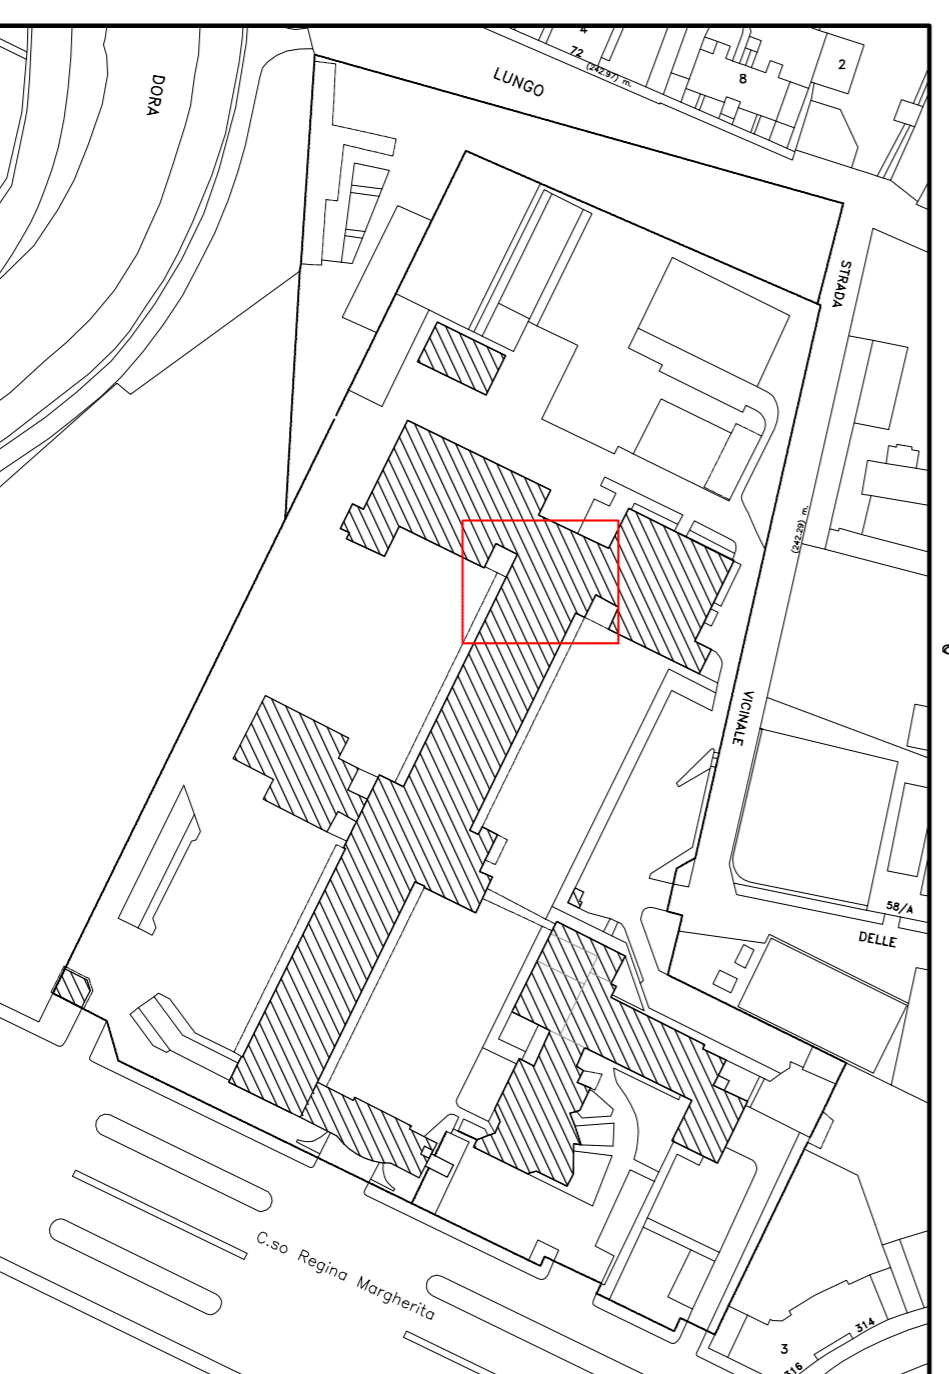 4
72
(242.97) m.
8
2
LUNGO
DORA
STRADA
(242.29) m.
VICINALE
58/A
DELLE
C.so Regina Margherita
3
314
316